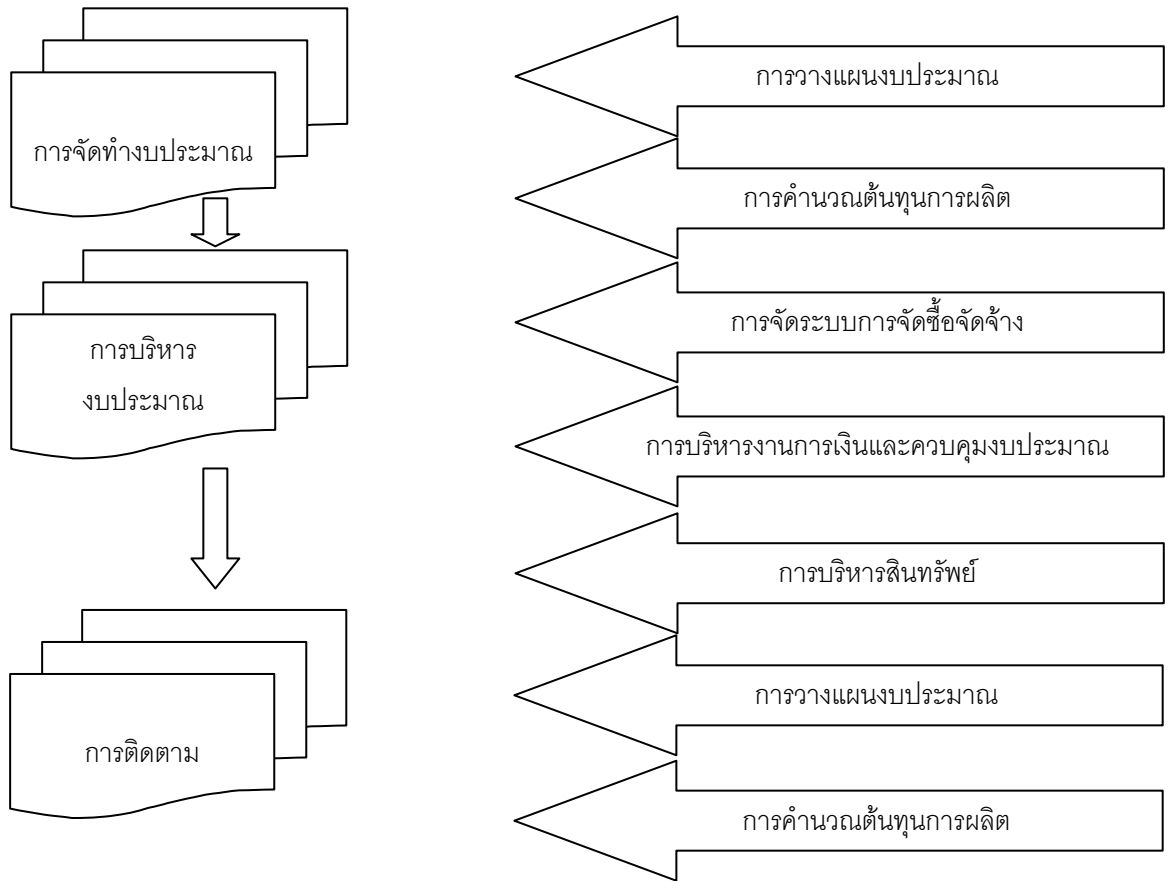 การจัดทำงบประมาณ
การบริหาร
งบประมาณ
การติดตาม
การวางแผนงบประมาณ
การคำนวณต้นทุนการผลิต
การจัดระบบการจัดซื้อจัดจ้าง
การบริหารงานการเงินและควบคุมงบประมาณ
การบริหารสินทรัพย์
การวางแผนงบประมาณ
การคำนวณต้นทุนการผลิต